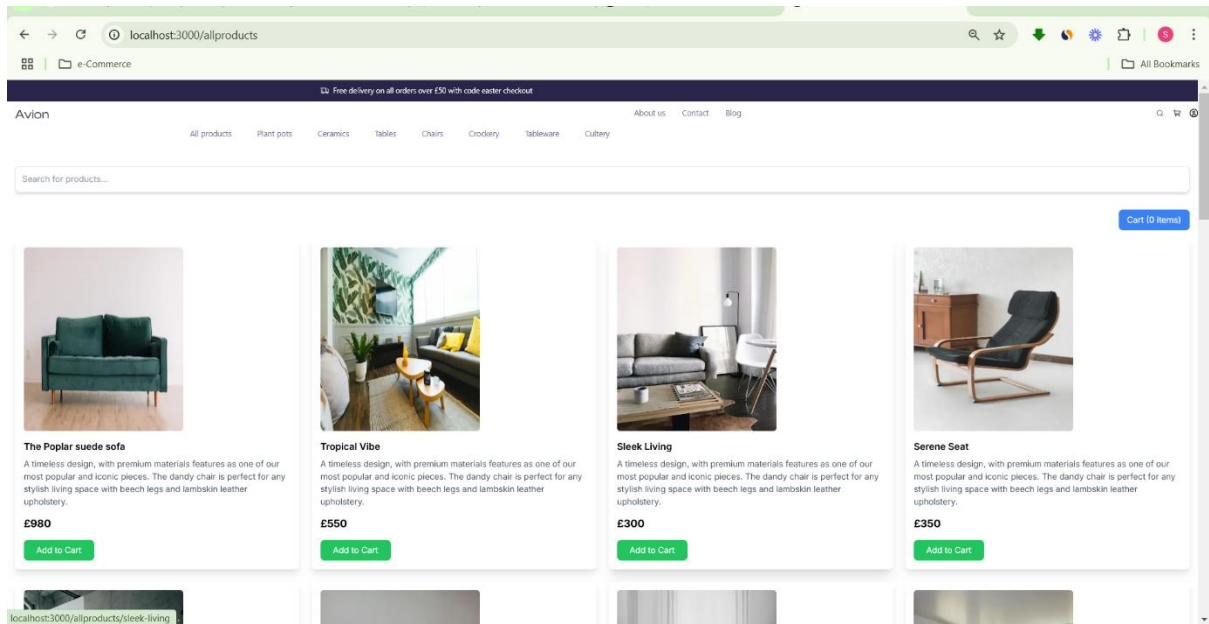 localhost:3000/allproducts
S
e-Commerce
All Bookmarks
Free delivery on all orders over £50 with code easter checkout
Avion
About us Contact Blog
All products Plant pots Ceramics Tables Chairs Crockery Tableware Cultery
Search for products...
Cart (0 items)
The Poplar suede sofa
A timeless design, with premium materials features as one of our
most popular and iconic pieces. The dandy chair is perfect for any
stylish living space with beech legs and lambskin leather
upholstery.
£980
Add to Cart
Tropical Vibe
A timeless design, with premium materials features as one of our
most popular and iconic pieces. The dandy chair is perfect for any
stylish living space with beech legs and lambskin leather
upholstery.
£550
Add to Cart
Sleek Living
A timeless design, with premium materials features as one of our
most popular and iconic pieces. The dandy chair is perfect for any
stylish living space with beech legs and lambskin leather
upholstery.
£300
Add to Cart
Serene Seat
A timeless design, with premium materials features as one of our
most popular and iconic pieces. The dandy chair is perfect for any
stylish living space with beech legs and lambskin leather
upholstery.
£350
Add to Cart
localhost:3000/allproducts/sleek-living